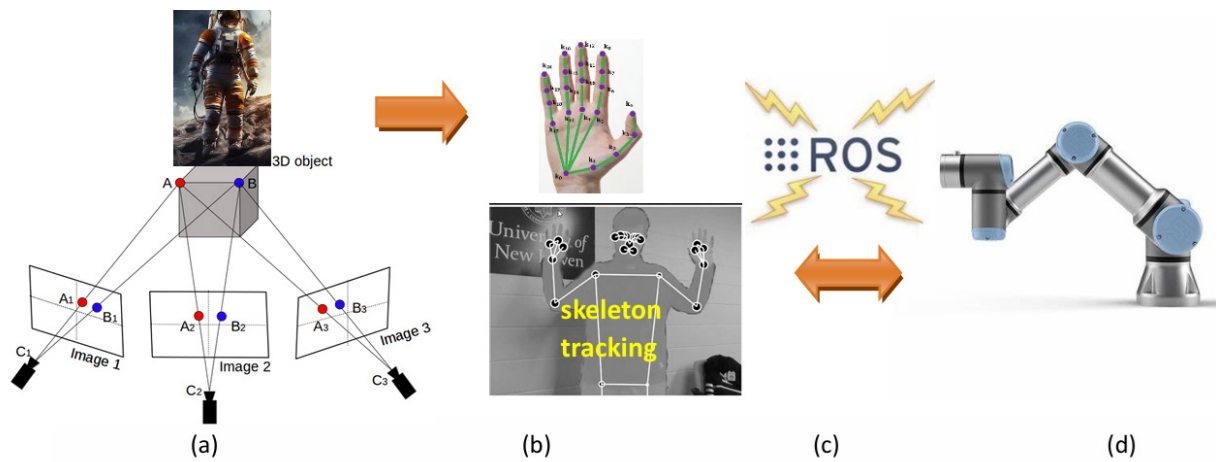 3D object
A B
A1 B1
A2 B2
A3 B3
Image 1
Image 2
Image 3
C1
C2
C3
University of
New Haven
skeleton
tracking
ROS
(a) (b) (c) (d)